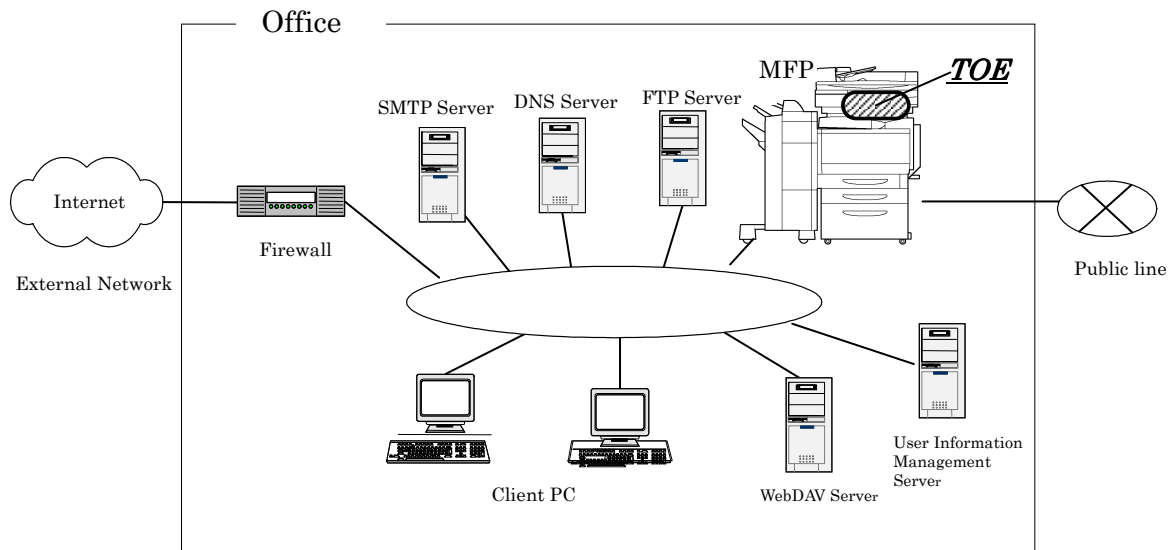 Office
MFP
TOE
SMTP Server
DNS Server
FTP Server
Internet
Firewall
External Network
Public line
Client PC
WebDAV Server
User Information
Management
Server